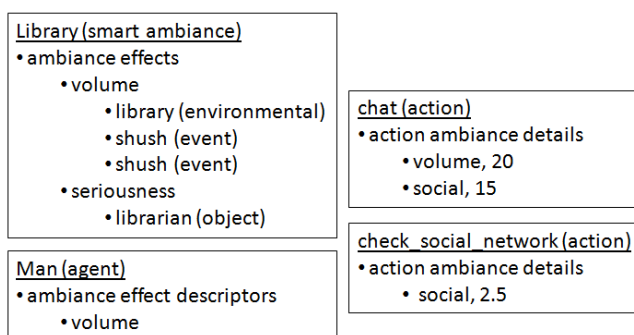 Library (smart ambiance)
• ambiance effects
• volume
• library (environmental)
• shush (event)
• shush (event)
• seriousness
• librarian (object)
Man (agent)
• ambiance effect descriptors
• volume
chat (action)
• action ambiance details
• volume, 20
• social, 15
check_social_network (action)
• action ambiance details
• social, 2.5